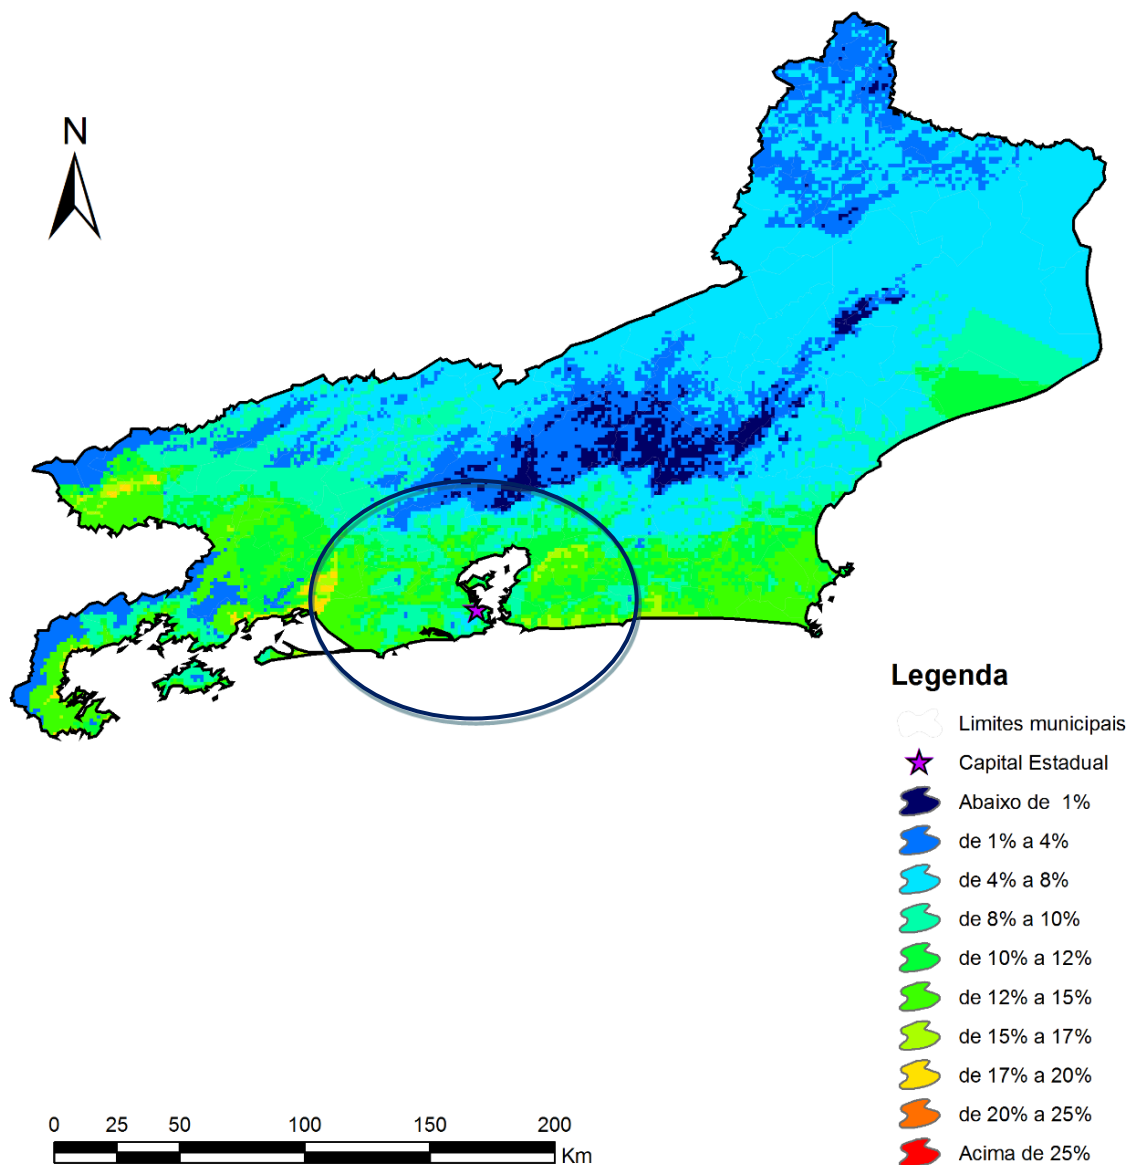 N
Legenda
Limites municipais
Capital Estadual
Abaixo de 1%
de 1% a 4%
de 4% a 8%
de 8% a 10%
de 10% a 12%
de 12% a 15%
de 15% a 17%
de 17% a 20%
de 20% a 25%
Acima de 25%
0 25 50 100 150 200
Km